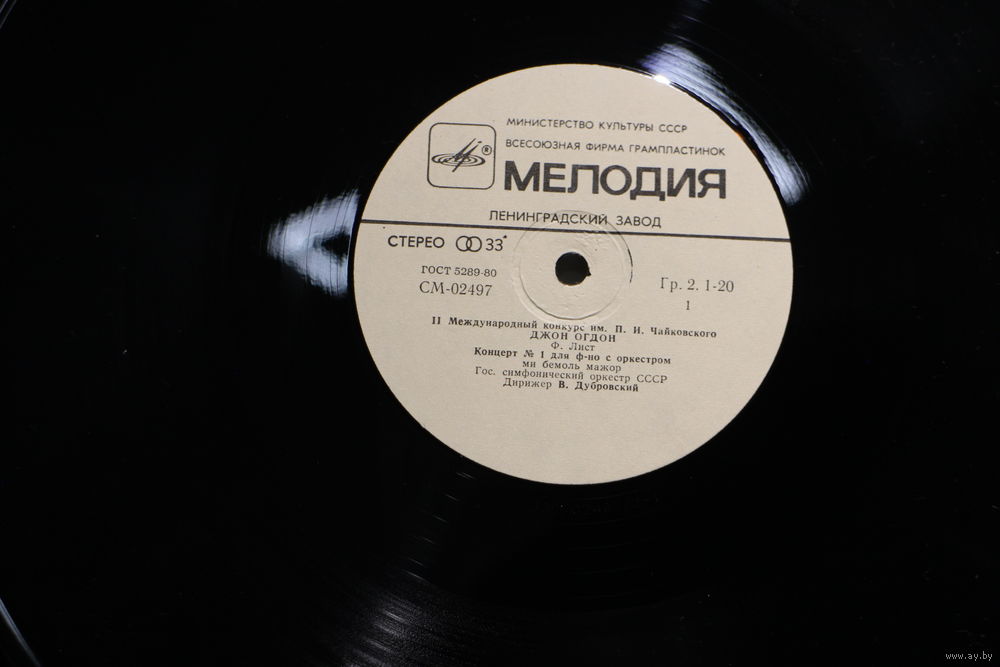 МИНИСТЕРСТВО КУЛЬТУРЫ СССР
ВСЕСОЮЗНАЯ ФИРМА ГРАМПЛАСТИНОК
®
МЕЛОДИЯ
ЛЕНИНГРАДСКИЙ ЗАВОД
СТЕРЕО 33
ГОСТ 5289-80
СМ-02497
Гр. 2. 1-20
1
II Международный конкурс им. П. И. Чайковского
ДЖОН ОГДОН
Ф. Лист
Концерт № 1 для ф-но с оркестром
ми бемоль мажор
Гос. симфонический оркестр СССР
Дирижер В. Дубровский
www.ay.by